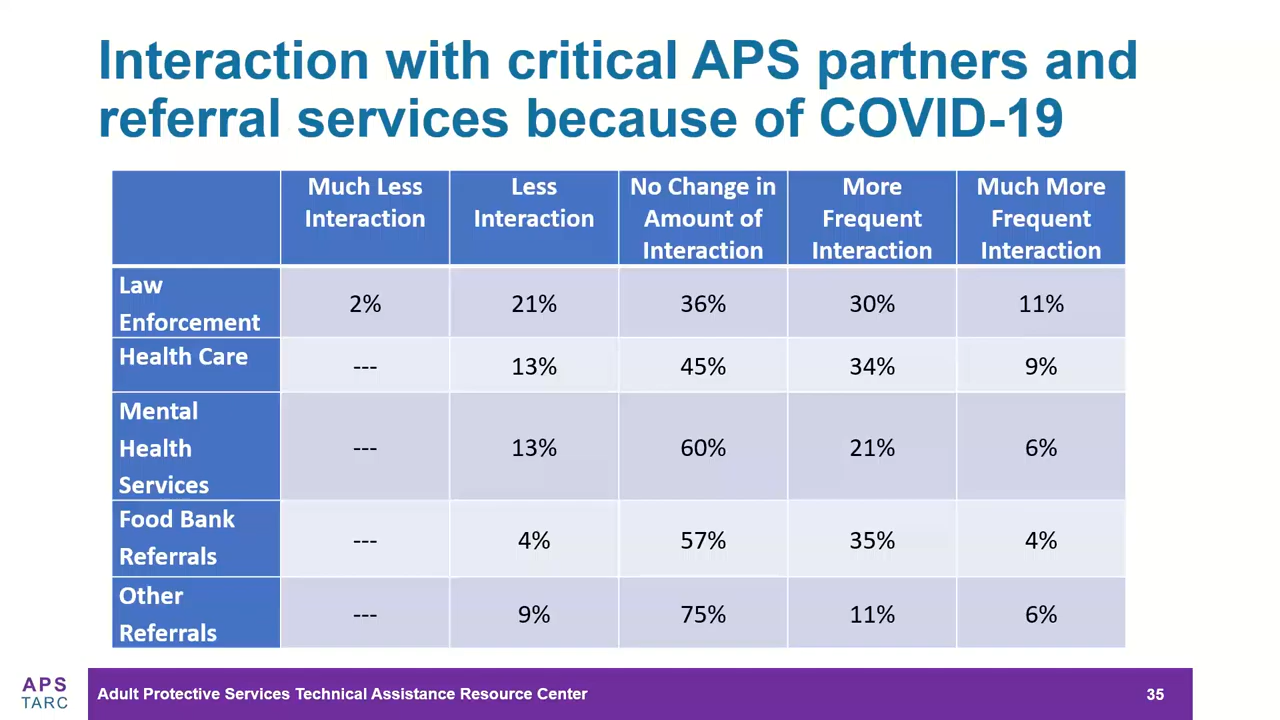 Interaction with critical APS partners and
referral services because of COVID-19
Much Less
Interaction
Less
Interaction
No Change in
Amount of
Interaction
More
Frequent
Interaction
Much More
Frequent
Interaction
Law
Enforcement
2%
21%
36%
30%
11%
Health Care
---
13%
45%
34%
9%
Mental
Health
Services
---
13%
60%
21%
6%
Food Bank
Referrals
---
4%
57%
35%
4%
Other
Referrals
---
9%
75%
11%
6%
APS
TARC
Adult Protective Services Technical Assistance Resource Center
35